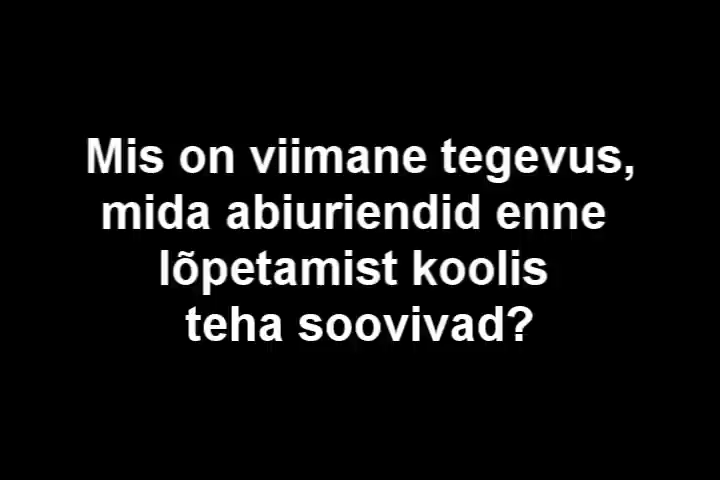 Mis on viimane tegevus,
mida abiuriendid enne
lõpetamist koolis
teha soovivad?